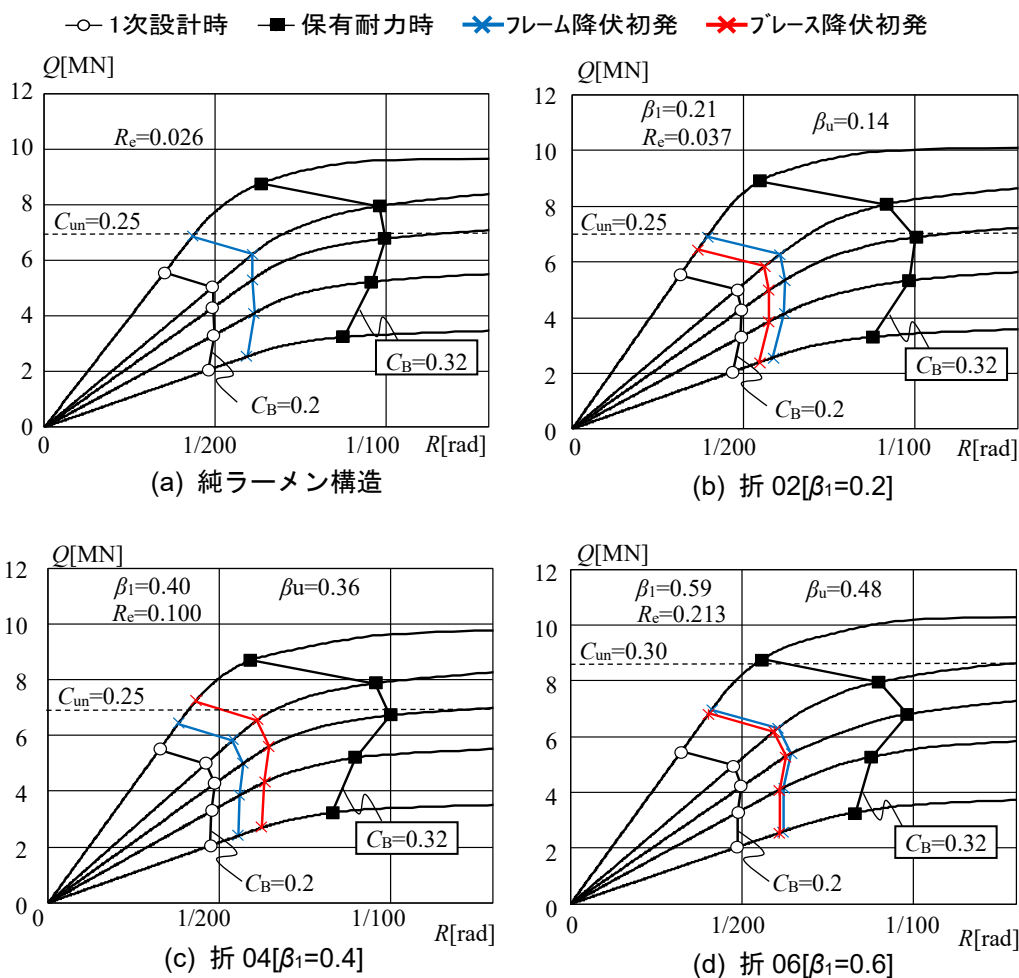 1次設計時 保有耐力時 フレーム降伏初発 ブレース降伏初発
Q[MN]
12
10
8
6
4
2
0
Re=0.026
Cun=0.25
CB=0.32
CB=0.2
1/200 1/100 R[rad]
(a) 純ラーメン構造
Q[MN]
12
10
8
6
4
2
0
β1=0.21
Re=0.037
βu=0.14
Cun=0.25
CB=0.32
CB=0.2
1/200 1/100 R[rad]
(b) 折 02[β1=0.2]
Q[MN]
12
10
8
6
4
2
0
β1=0.40
Re=0.100
βu=0.36
Cun=0.25
CB=0.32
CB=0.2
1/200 1/100 R[rad]
(c) 折 04[β1=0.4]
Q[MN]
12
10
8
6
4
2
0
β1=0.59
Re=0.213
βu=0.48
Cun=0.30
CB=0.32
CB=0.2
1/200 1/100 R[rad]
(d) 折 06[β1=0.6]